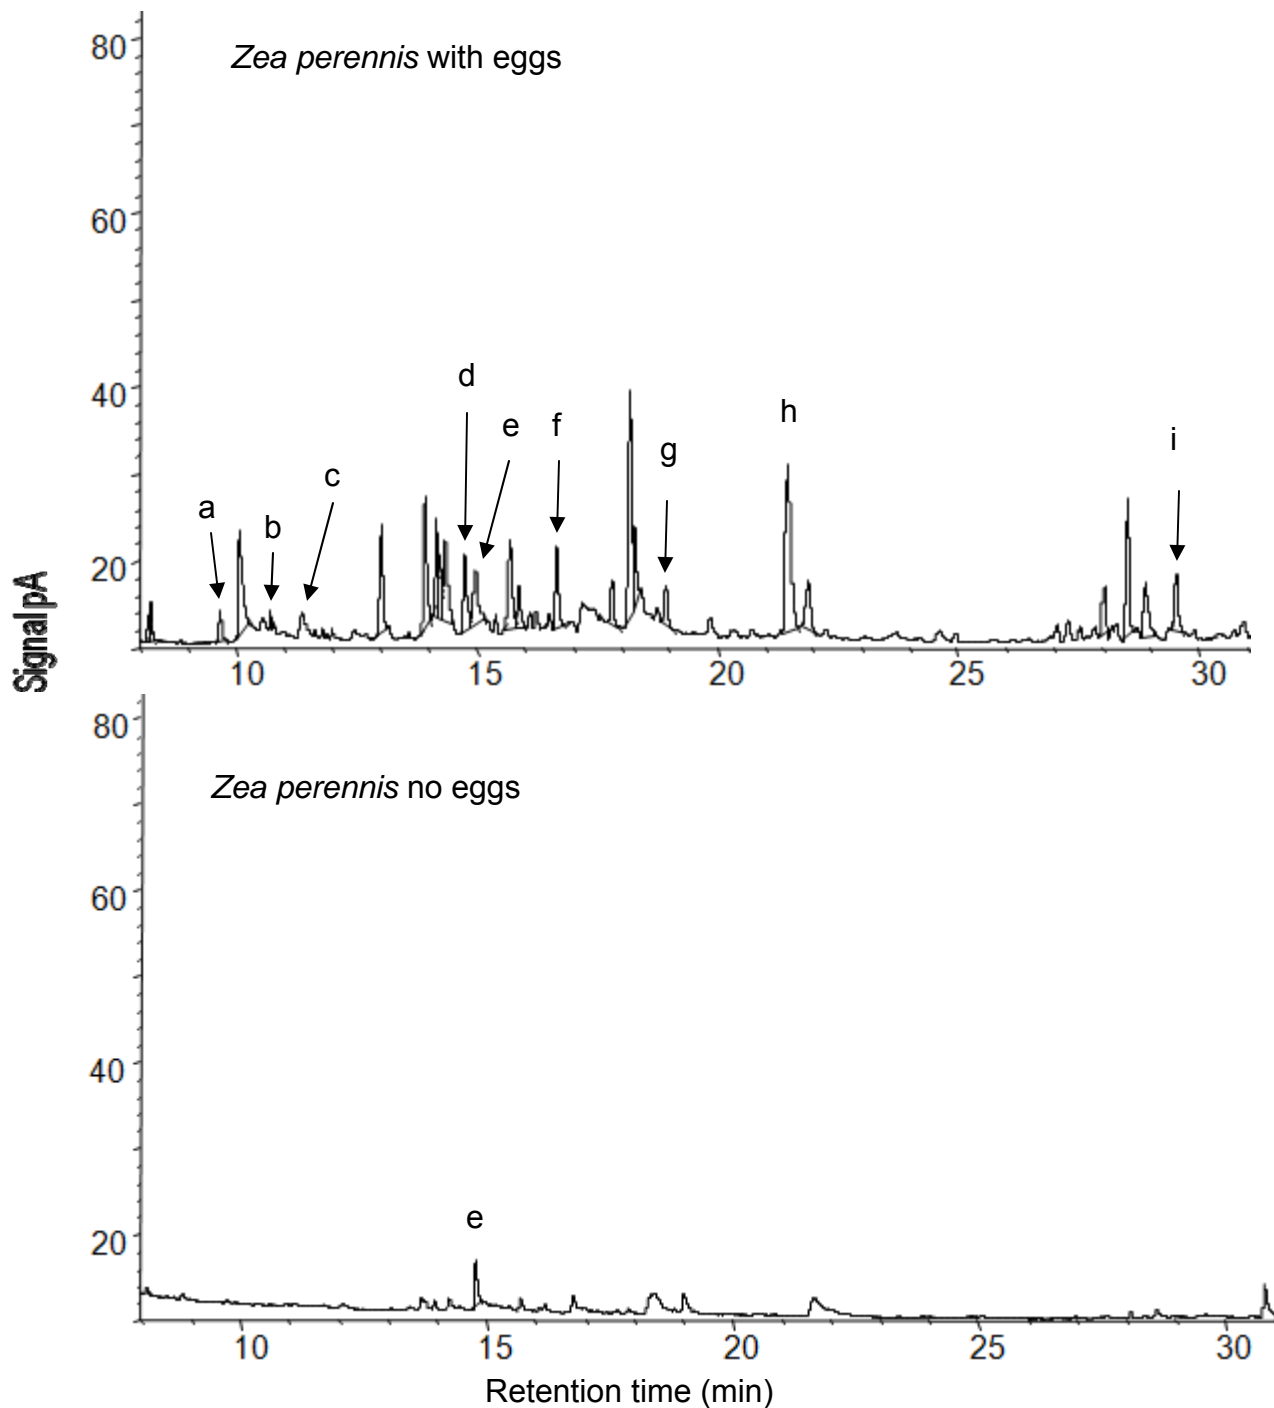 80
Zea perennis with eggs
60
40
d
e
f
h
g
i
c
a
b
20
10
15
20
25
30
Signal pA
80
Zea perennis no eggs
60
40
e
20
10
15
20
25
30
Retention time (min)